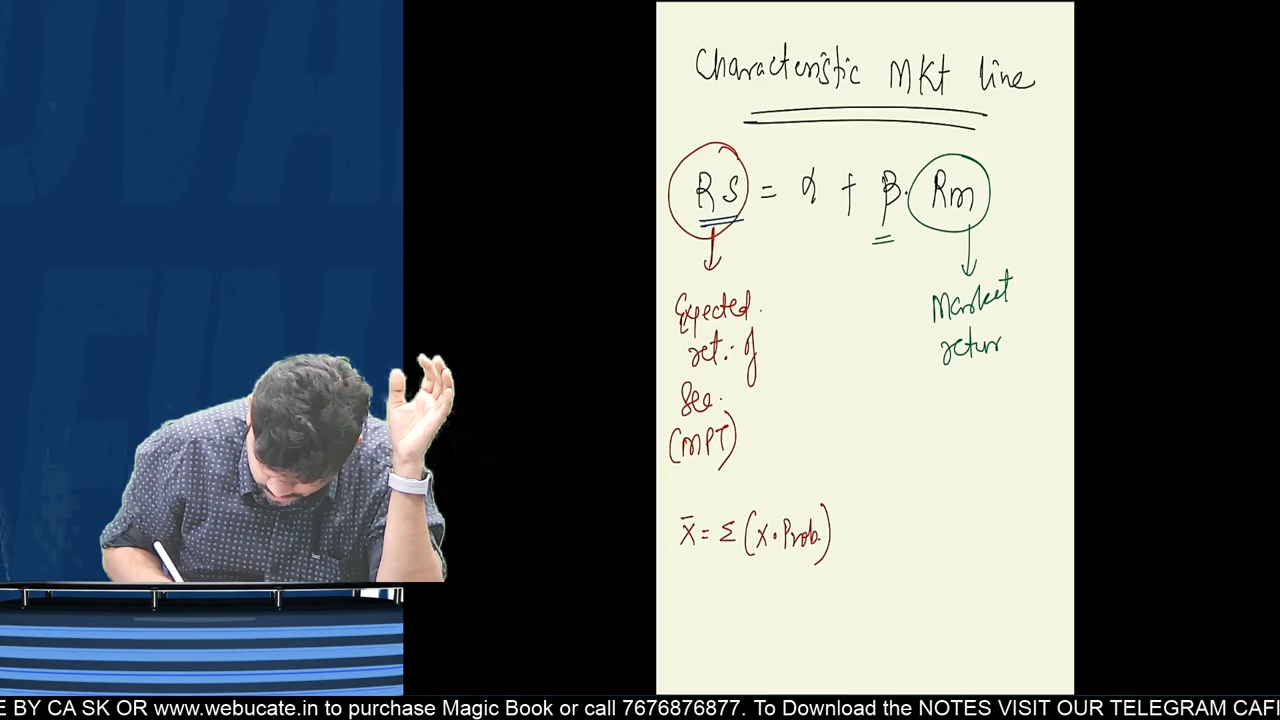 Characteristic MKt line
RS = α + β. Rm
Expected
ret. of
Sec.
(MPT)
Market
return
x̄ = Σ (x . Prob.)
E BY CA SK OR www.webucate.in to purchase Magic Book or call 7676876877. To Download the NOTES VISIT OUR TELEGRAM CAF